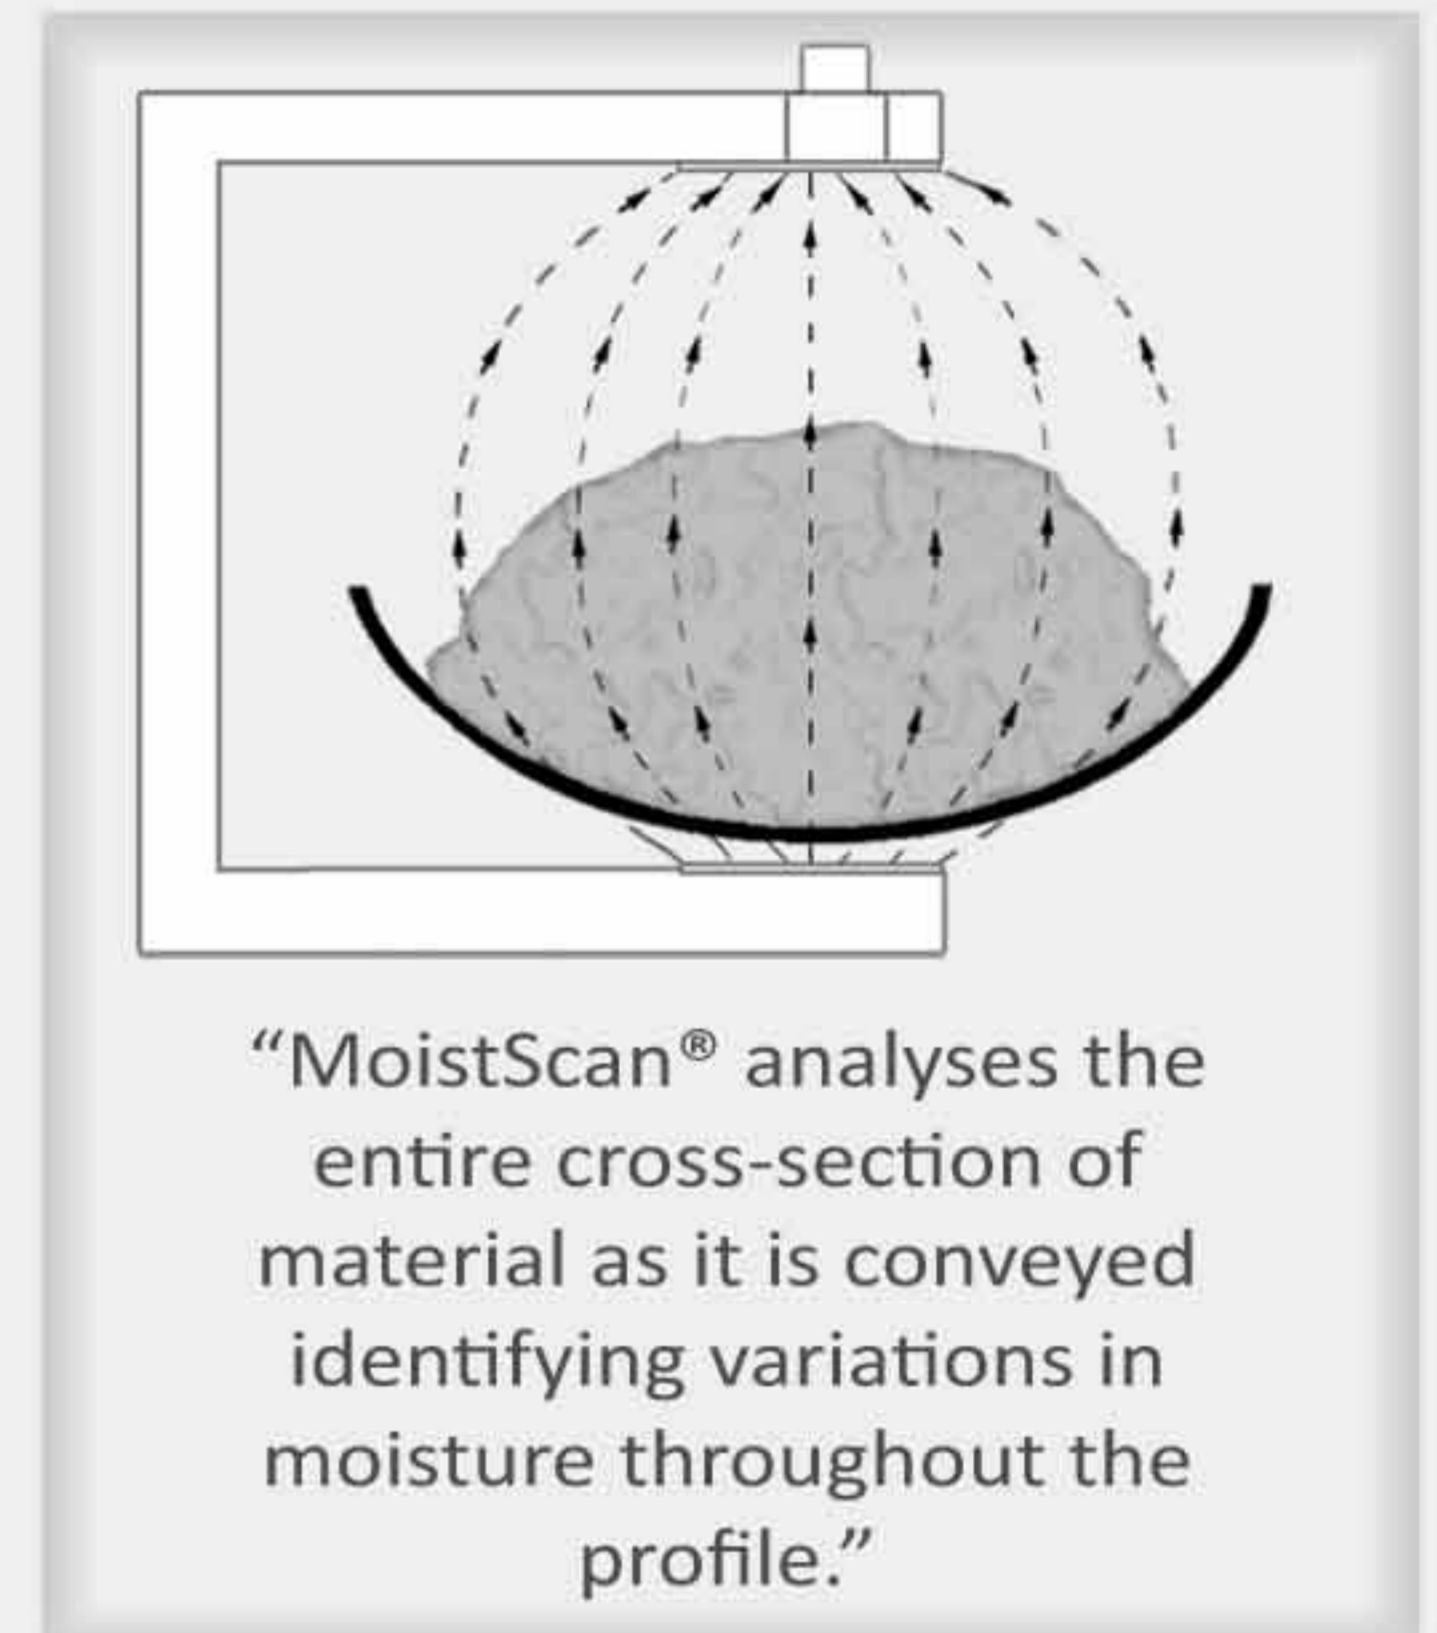 “MoistScan® analyses the
entire cross-section of
material as it is conveyed
identifying variations in
moisture throughout the
profile.”